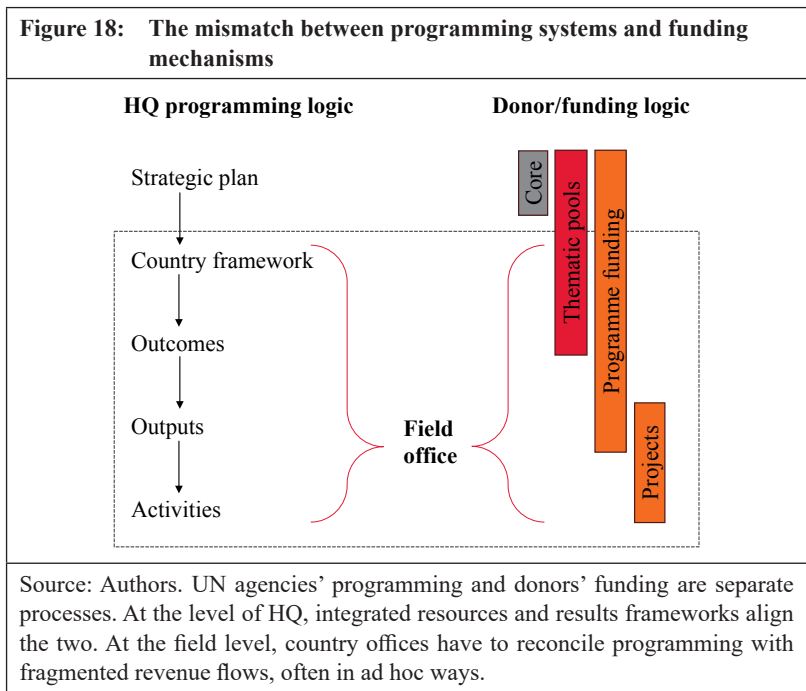 Figure 18: The mismatch between programming systems and funding
mechanisms
HQ programming logic
Donor/funding logic
Strategic plan
Country framework
Outcomes
Outputs
Activities
Field
office
Core
Thematic pools
Programme funding
Projects
Source: Authors. UN agencies’ programming and donors’ funding are separate
processes. At the level of HQ, integrated resources and results frameworks align
the two. At the field level, country offices have to reconcile programming with
fragmented revenue flows, often in ad hoc ways.